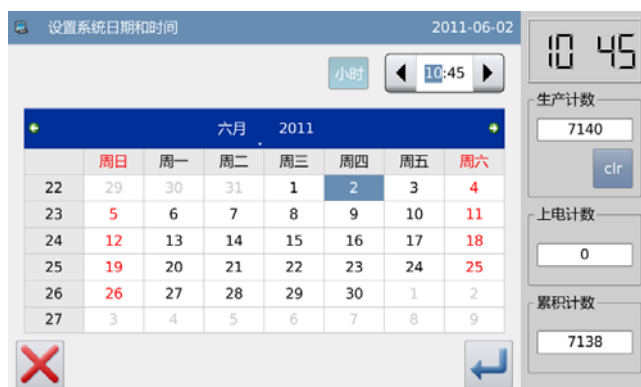 设置系统日期和时间 2011-06-02
10 45
小时 10:45
生产计数
7140
clr
六月 2011
周日 周一 周二 周三 周四 周五 周六
22 29 30 31 1 2 3 4
23 5 6 7 8 9 10 11
24 12 13 14 15 16 17 18
25 19 20 21 22 23 24 25
26 26 27 28 29 30 1 2
27 3 4 5 6 7 8 9
上电计数
0
累积计数
7138